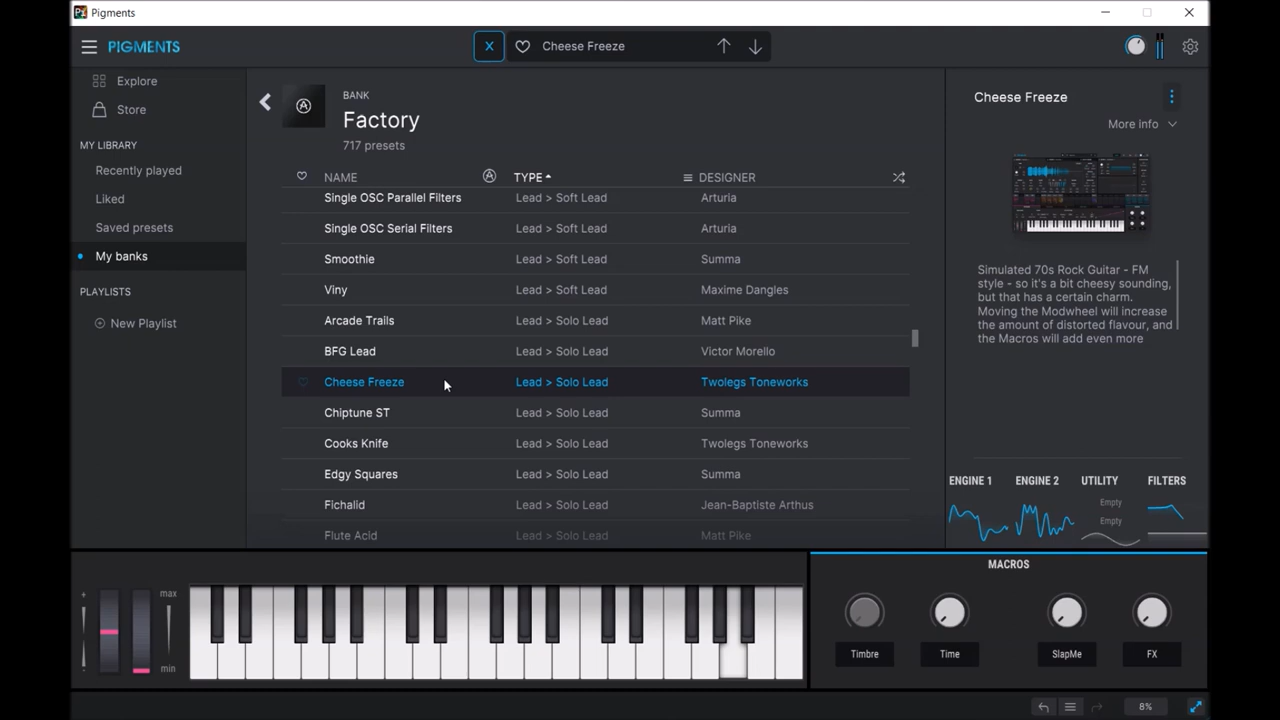 Pigments
PIGMENTS
X
Cheese Freeze
Explore
Store
MY LIBRARY
Recently played
Liked
Saved presets
My banks
PLAYLISTS
New Playlist
BANK
Factory
717 presets
NAME TYPE DESIGNER
Single OSC Parallel Filters Lead > Soft Lead Arturia
Single OSC Serial Filters Lead > Soft Lead Arturia
Smoothie Lead > Soft Lead Summa
Viny Lead > Soft Lead Maxime Dangles
Arcade Trails Lead > Solo Lead Matt Pike
BFG Lead Lead > Solo Lead Victor Morello
Cheese Freeze Lead > Solo Lead Twolegs Toneworks
Chiptune ST Lead > Solo Lead Summa
Cooks Knife Lead > Solo Lead Twolegs Toneworks
Edgy Squares Lead > Solo Lead Summa
Fichalid Lead > Solo Lead Jean-Baptiste Arthus
Flute Acid Lead > Solo Lead Matt Pike
Cheese Freeze
More info
Simulated 70s Rock Guitar - FM
style - so it's a bit cheesy sounding,
but that has a certain charm.
Moving the Modwheel will increase
the amount of distorted flavour, and
the Macros will add even more
ENGINE 1 ENGINE 2 UTILITY FILTERS
Empty
Empty
+
-
max
min
MACROS
Timbre Time SlapMe FX
8%